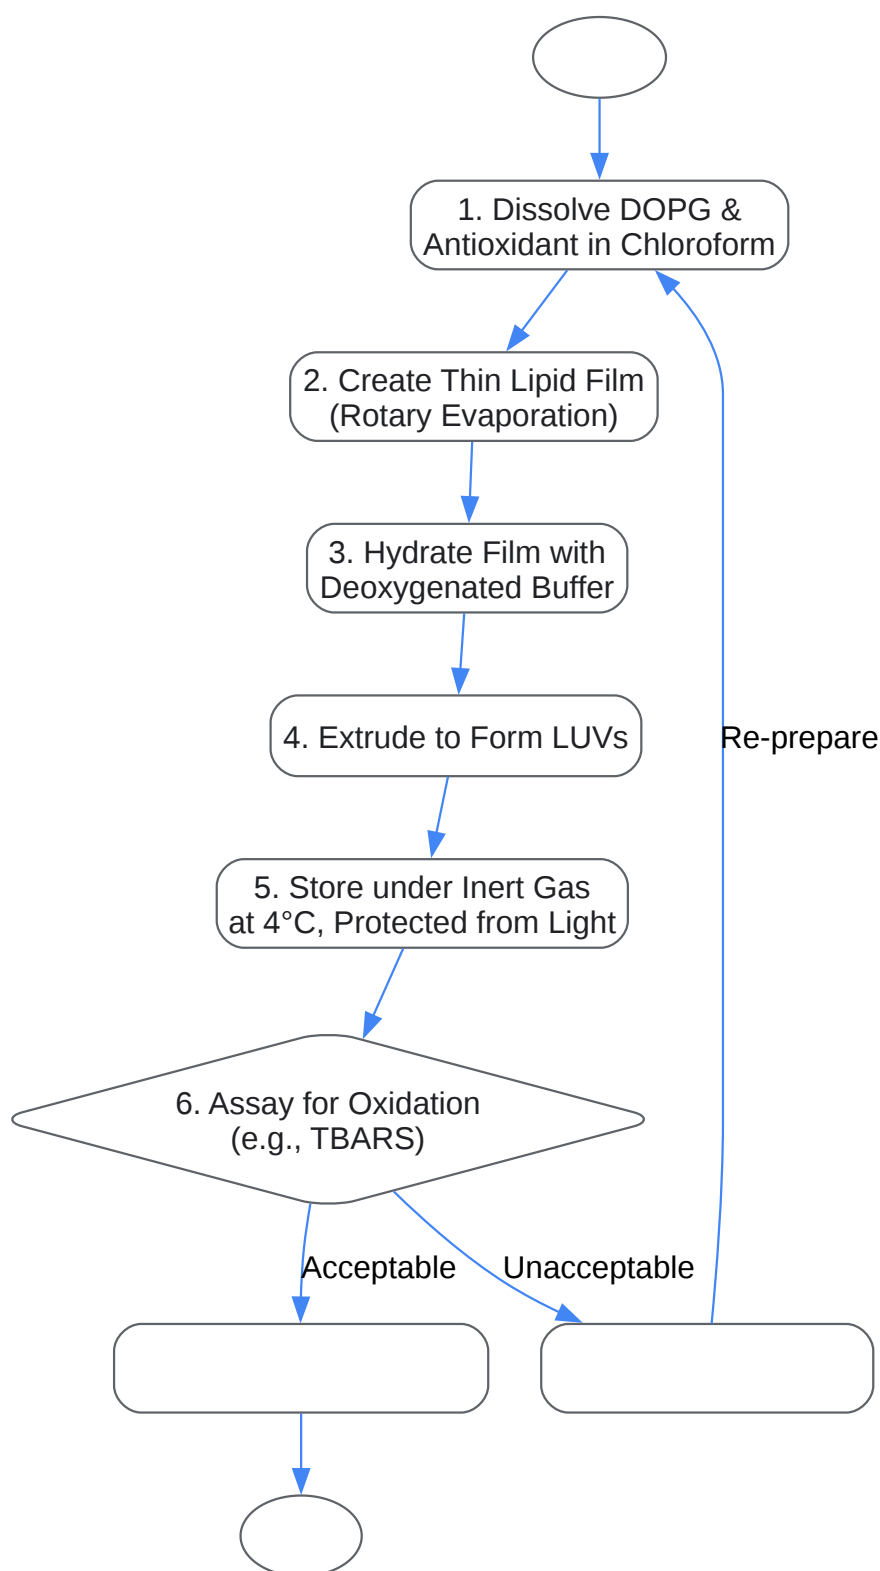 1. Dissolve DOPG &
Antioxidant in Chloroform
2. Create Thin Lipid Film
(Rotary Evaporation)
3. Hydrate Film with
Deoxygenated Buffer
4. Extrude to Form LUVs
Re-prepare
5. Store under Inert Gas
at 4°C, Protected from Light
6. Assay for Oxidation
(e.g., TBARS)
Acceptable
Unacceptable